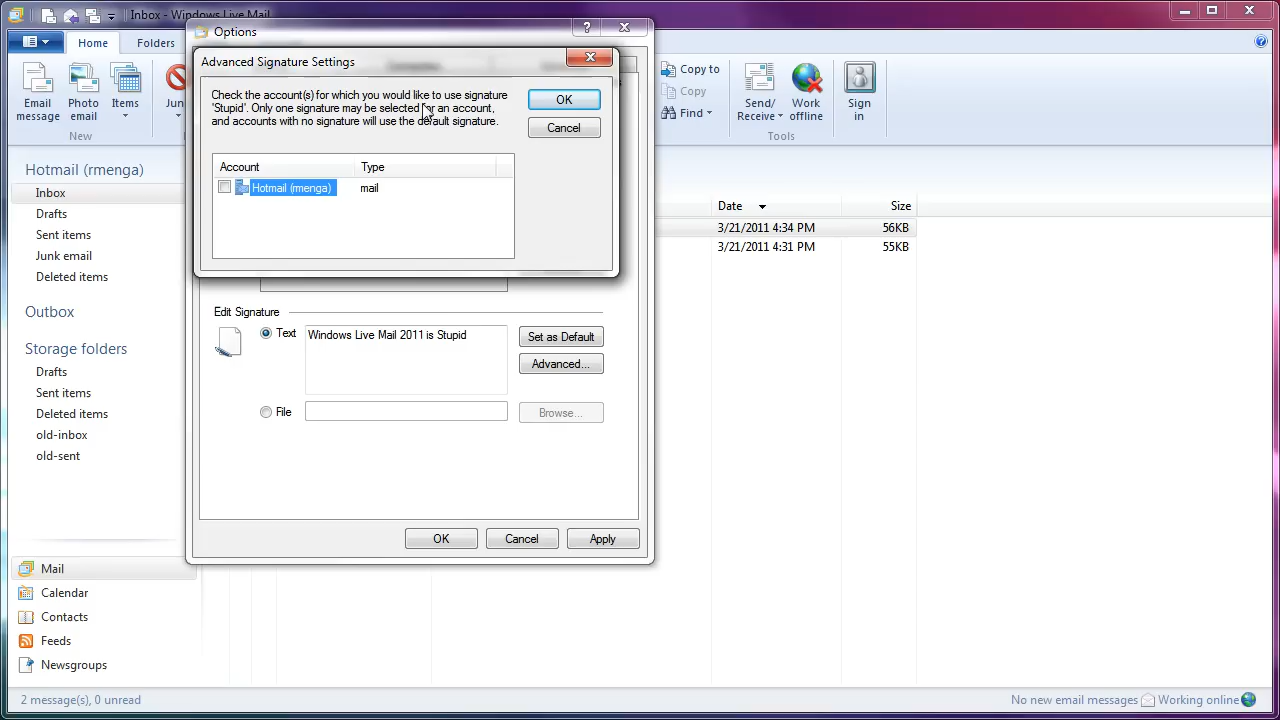 Inbox - Windows Live Mail
Home
Folders
Options
?
Advanced Signature Settings
Check the account(s) for which you would like to use signature
'Stupid'. Only one signature may be selected for an account,
and accounts with no signature will use the default signature.
OK
Cancel
Account Type
Hotmail (menga) mail
Email
message
Photo
email
Items
Jun
New
Copy to
Copy
Find
Send/
Receive
Work
offline
Sign
in
Tools
Hotmail (rmenga)
Inbox
Drafts
Sent items
Junk email
Deleted items
Outbox
Storage folders
Drafts
Sent items
Deleted items
old-inbox
old-sent
Date Size
3/21/2011 4:34 PM 56KB
3/21/2011 4:31 PM 55KB
Edit Signature
Text Windows Live Mail 2011 is Stupid
Set as Default
Advanced...
File
Browse...
OK Cancel Apply
Mail
Calendar
Contacts
Feeds
Newsgroups
2 message(s), 0 unread
No new email messages Working online